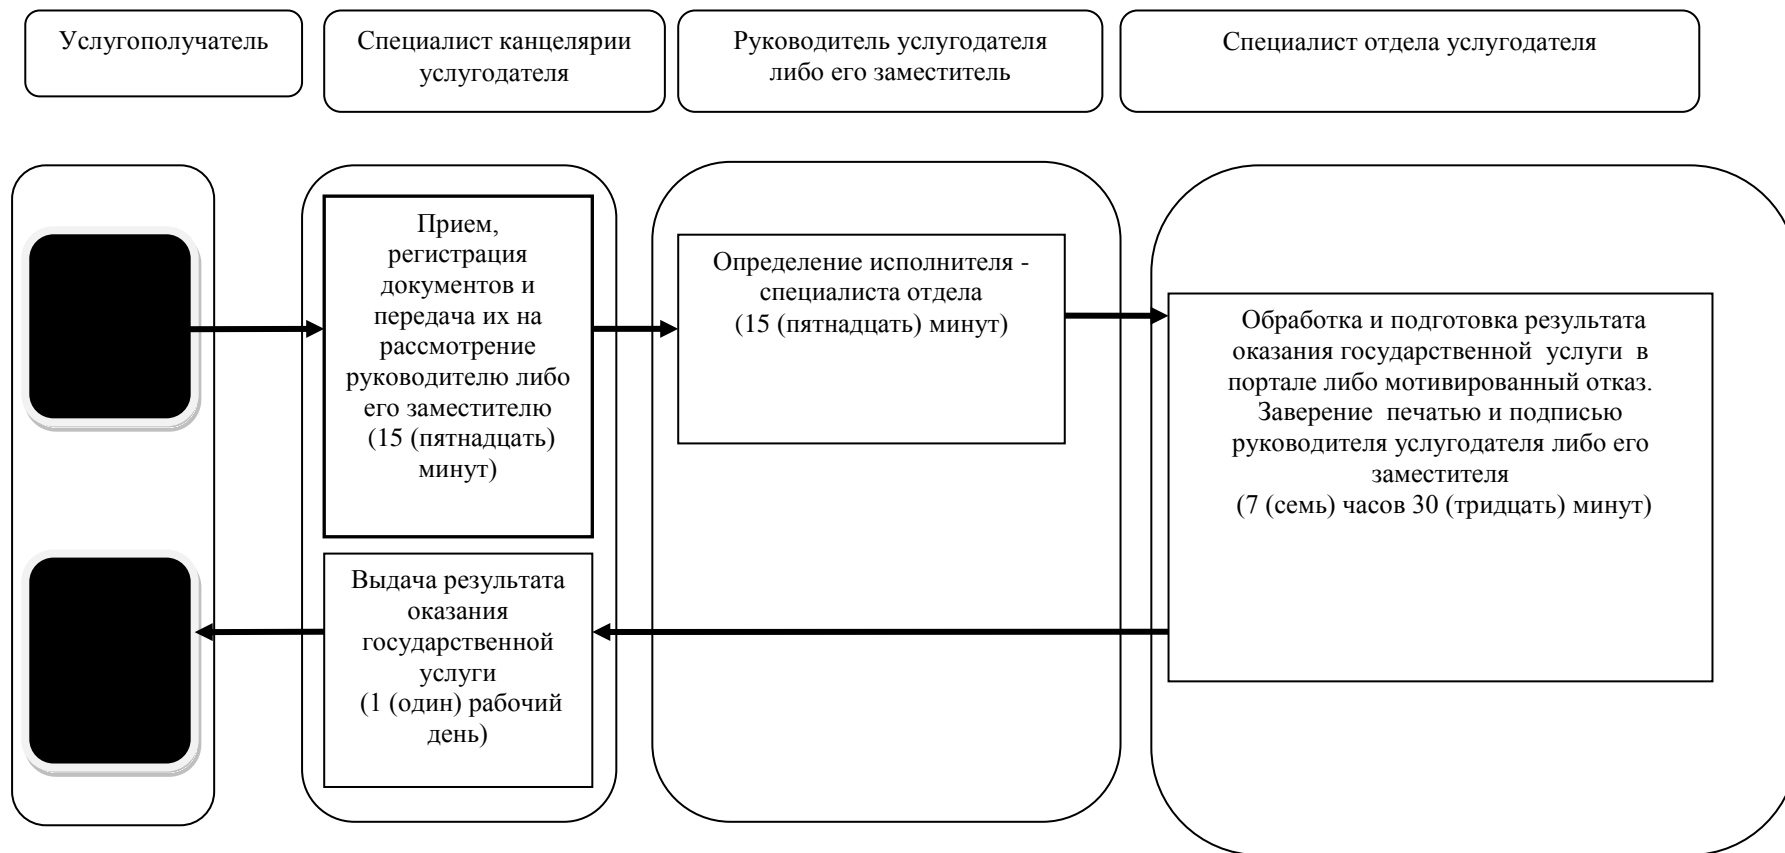 Услугополучатель
Специалист канцелярии
услугодателя
Руководитель услугодателя
либо его заместитель
Специалист отдела услугодателя
Прием,
регистрация
документов и
передача их на
рассмотрение
руководителю либо
его заместителю
(15 (пятнадцать)
минут)
Определение исполнителя -
специалиста отдела
(15 (пятнадцать) минут)
Обработка и подготовка результата
оказания государственной услуги в
портале либо мотивированный отказ.
Заверение печатью и подписью
руководителя услугодателя либо его
заместителя
(7 (семь) часов 30 (тридцать) минут)
Выдача результата
оказания
государственной
услуги
(1 (один) рабочий
день)